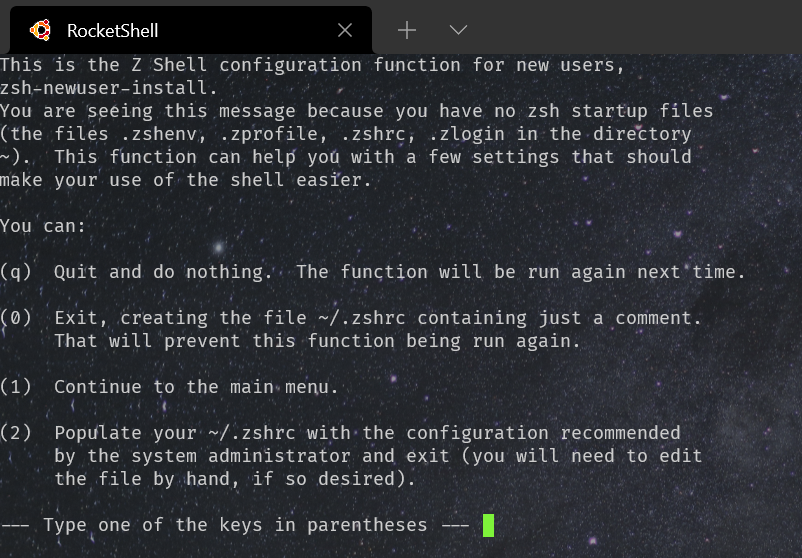 RocketShell
This is the Z Shell configuration function for new users,
zsh-newuser-install.
You are seeing this message because you have no zsh startup files
(the files .zshenv, .zprofile, .zshrc, .zlogin in the directory
~).  This function can help you with a few settings that should
make your use of the shell easier.
You can:
(q)  Quit and do nothing.  The function will be run again next time.
(0)  Exit, creating the file ~/.zshrc containing just a comment.
That will prevent this function being run again.
(1)  Continue to the main menu.
(2)  Populate your ~/.zshrc with the configuration recommended
by the system administrator and exit (you will need to edit
the file by hand, if so desired).
--- Type one of the keys in parentheses ---